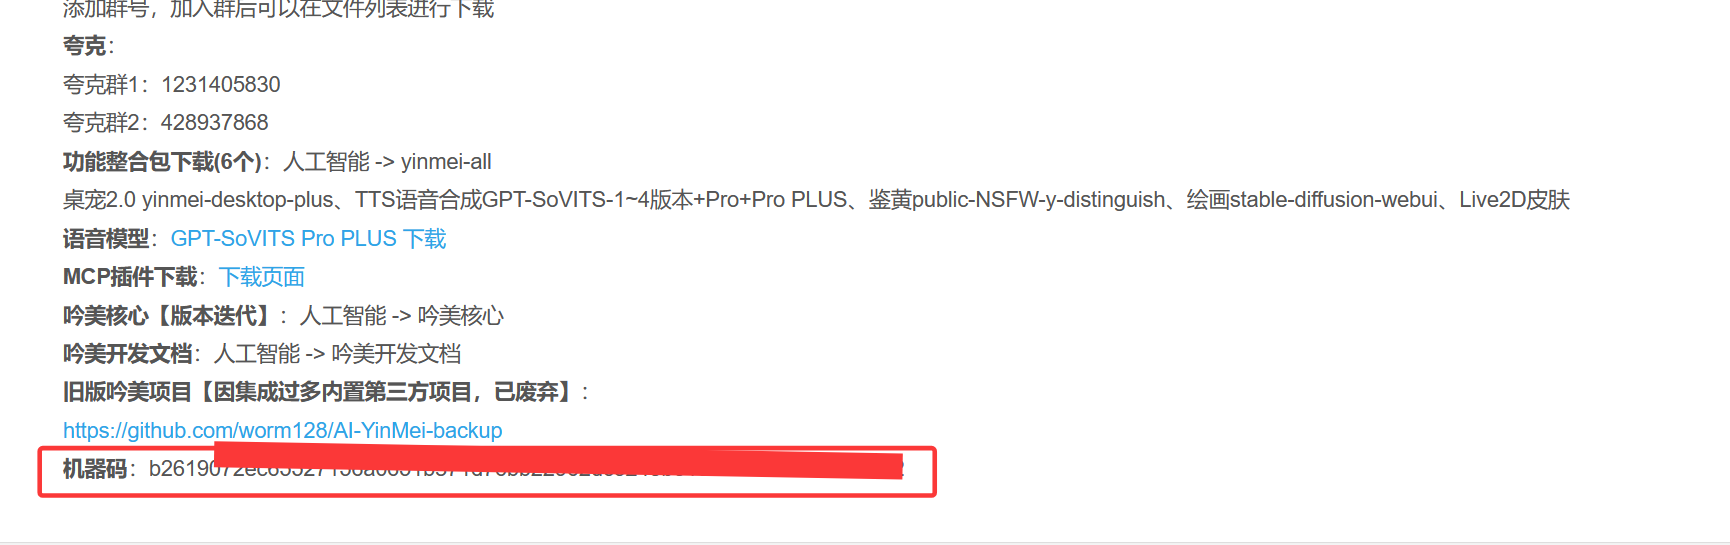 添加群号，加入群后可以在文件列表进行下载
夸克：
夸克群1：1231405830
夸克群2：428937868
功能整合包下载(6个)：人工智能 -> yinmei-all
桌宠2.0 yinmei-desktop-plus、TTS语音合成GPT-SoVITS-1~4版本+Pro+Pro PLUS、鉴黄public-NSFW-y-distinguish、绘画stable-diffusion-webui、Live2D皮肤
语音模型：GPT-SoVITS Pro PLUS 下载
MCP插件下载：下载页面
吟美核心【版本迭代】：人工智能 -> 吟美核心
吟美开发文档：人工智能 -> 吟美开发文档
旧版吟美项目【因集成过多内置第三方项目，已废弃】：
https://github.com/worm128/AI-YinMei-backup
机器码：